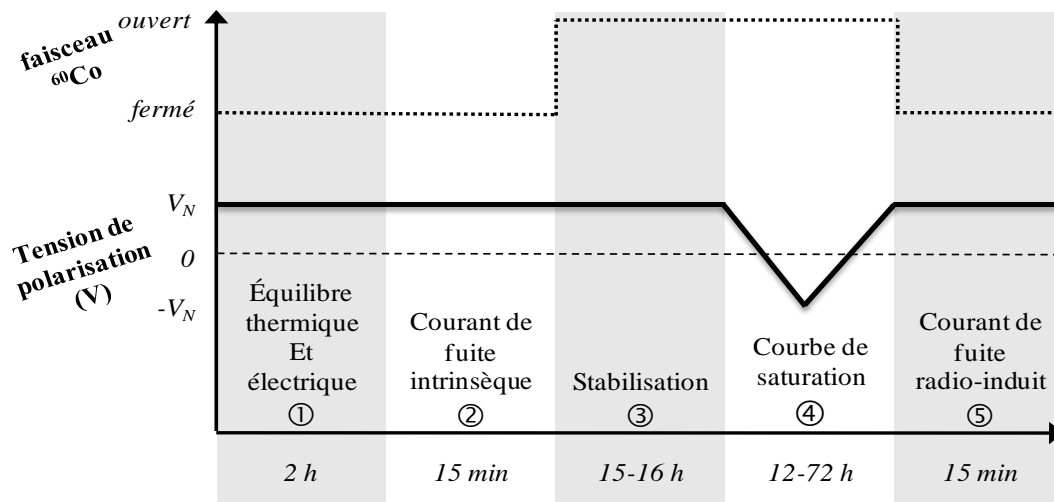 ouvert
faisceau
⁶⁰Co
fermé
V_N
Tension de
polarisation
(V)
0
-V_N
Équilibre
thermique
Et
électrique
①
Courant de
fuite
intrinsèque
②
Stabilisation
③
Courbe de
saturation
④
Courant de
fuite
radio-induit
⑤
2 h
15 min
15-16 h
12-72 h
15 min